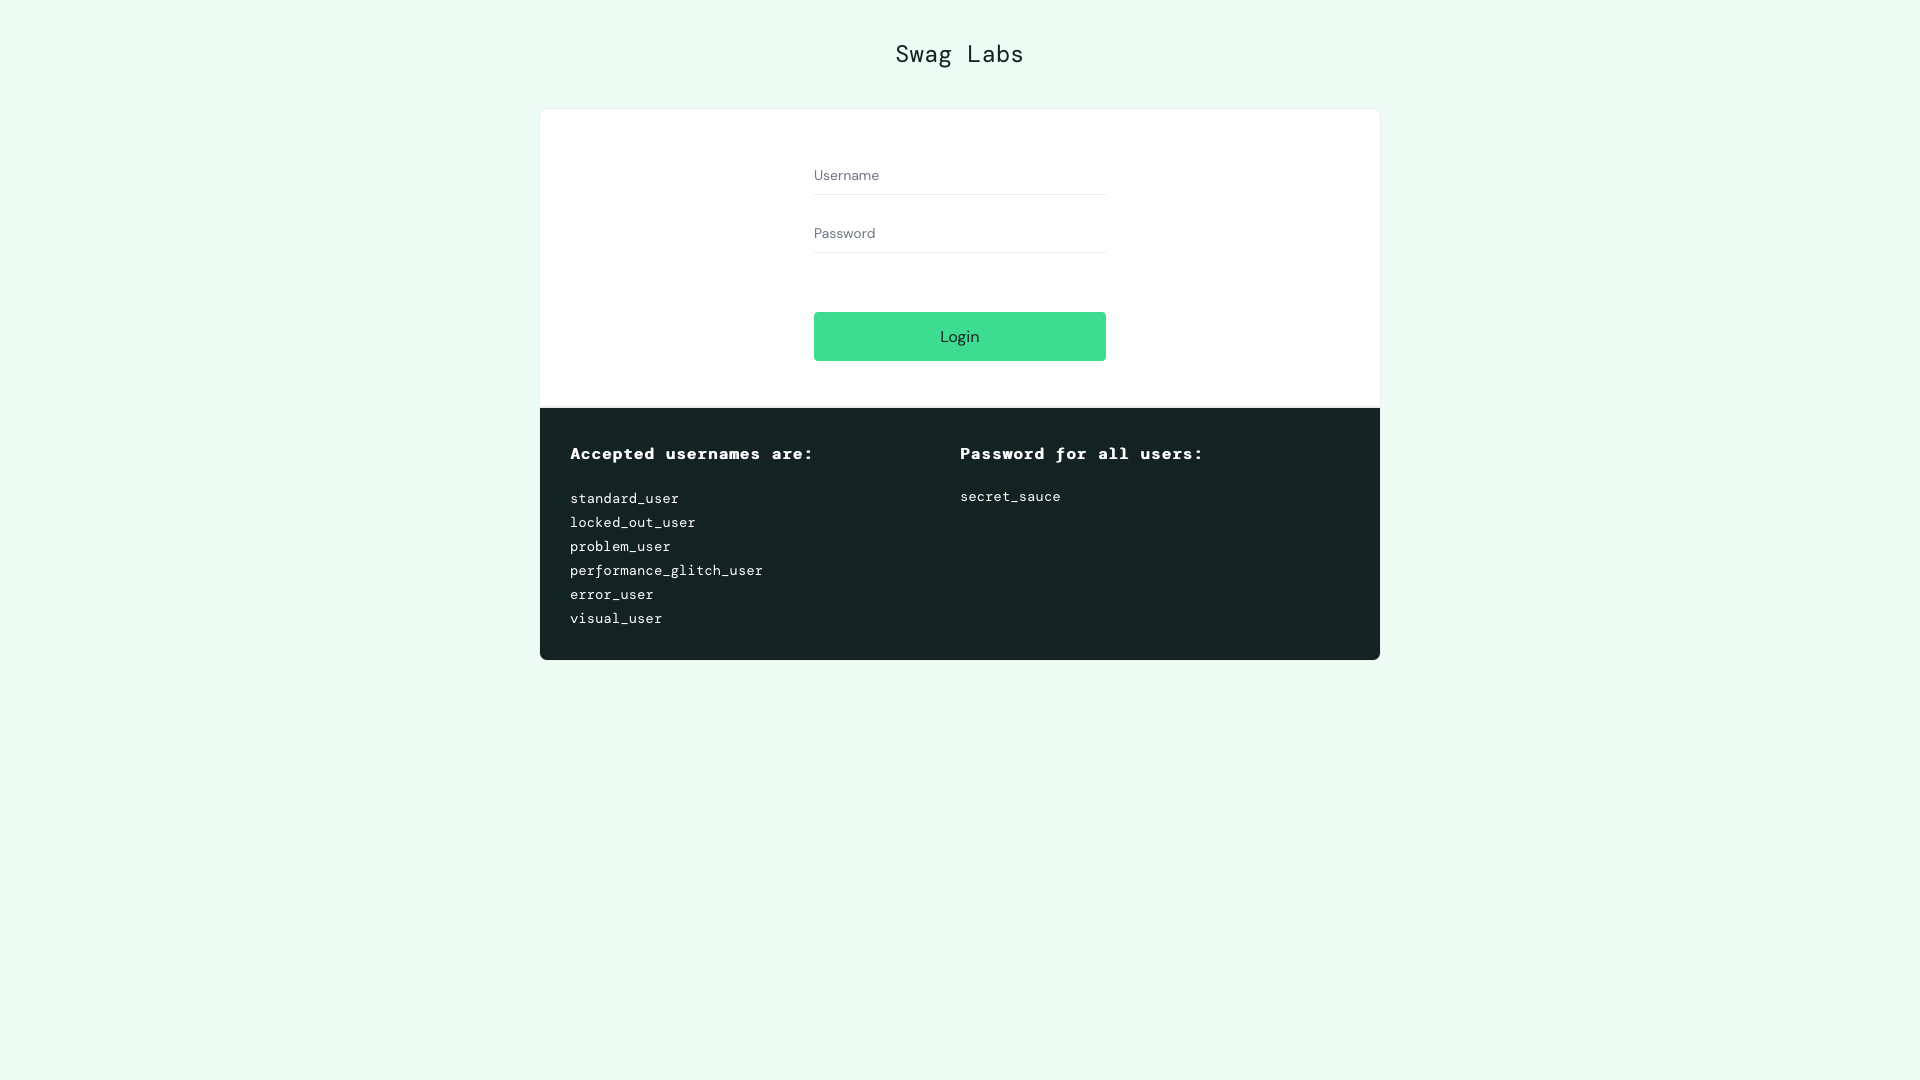 Swag Labs
Username
Password
Login
Accepted usernames are:
standard_user
locked_out_user
problem_user
performance_glitch_user
error_user
visual_user
Password for all users:
secret_sauce